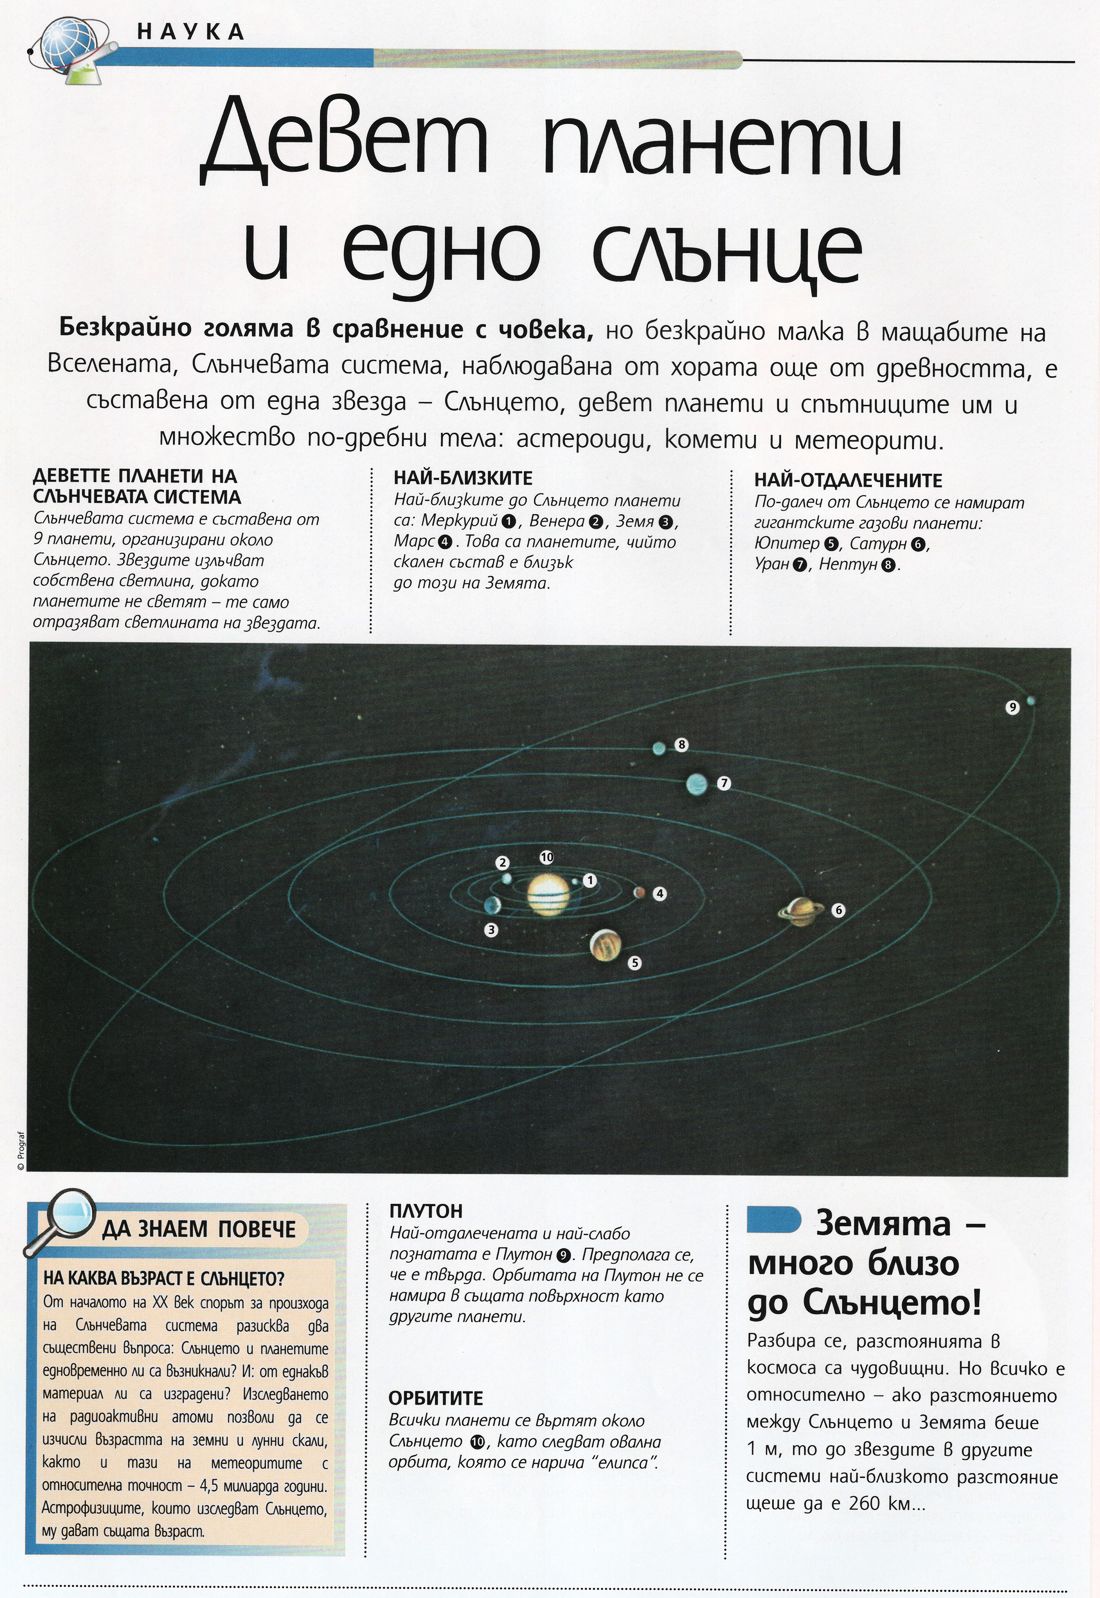 НАУКА
Девет планети
и едно слънце
Безкрайно голяма в сравнение с човека, но безкрайно малка в мащабите на
Вселената, Слънчевата система, наблюдавана от хората още от древността, е
съставена от една звезда – Слънцето, девет планети и спътниците им и
множество по-дребни тела: астероиди, комети и метеорити.
ДЕВЕТТЕ ПЛАНЕТИ НА
СЛЪНЧЕВАТА СИСТЕМА
Слънчевата система е съставена от
9 планети, организирани около
Слънцето. Звездите излъчват
собствена светлина, докато
планетите не светят – те само
отразяват светлината на звездата.
НАЙ-БЛИЗКИТЕ
Най-близките до Слънцето планети
са: Меркурий 1, Венера 2, Земя 3,
Марс 4. Това са планетите, чийто
скален състав е близък
до този на Земята.
НАЙ-ОТДАЛЕЧЕНИТЕ
По-далеч от Слънцето се намират
гигантските газови планети:
Юпитер 5, Сатурн 6,
Уран 7, Нептун 8.
9
8
7
2
10
1
4
3
6
5
© Prograf
ДА ЗНАЕМ ПОВЕЧЕ
НА КАКВА ВЪЗРАСТ Е СЛЪНЦЕТО?
От началото на XX век спорът за произхода
на Слънчевата система разисква два
съществени въпроса: Слънцето и планетите
едновременно ли са възникнали? И: от еднакъв
материал ли са изградени? Изследването
на радиоактивни атоми позволи да се
изчисли възрастта на земни и лунни скали,
както и тази на метеоритите с
относителна точност – 4,5 милиарда години.
Астрофизиците, които изследват Слънцето,
му дават същата възраст.
ПЛУТОН
Най-отдалечената и най-слабо
познатата е Плутон 9. Предполага се,
че е твърда. Орбитата на Плутон не се
намира в същата повърхност като
другите планети.
ОРБИТИТЕ
Всички планети се въртят около
Слънцето 10, като следват овална
орбита, която се нарича “елипса”.
Земята –
много близо
до Слънцето!
Разбира се, разстоянията в
космоса са чудовищни. Но всичко е
относително – ако разстоянието
между Слънцето и Земята беше
1 м, то до звездите в другите
системи най-близкото разстояние
щеше да е 260 км...